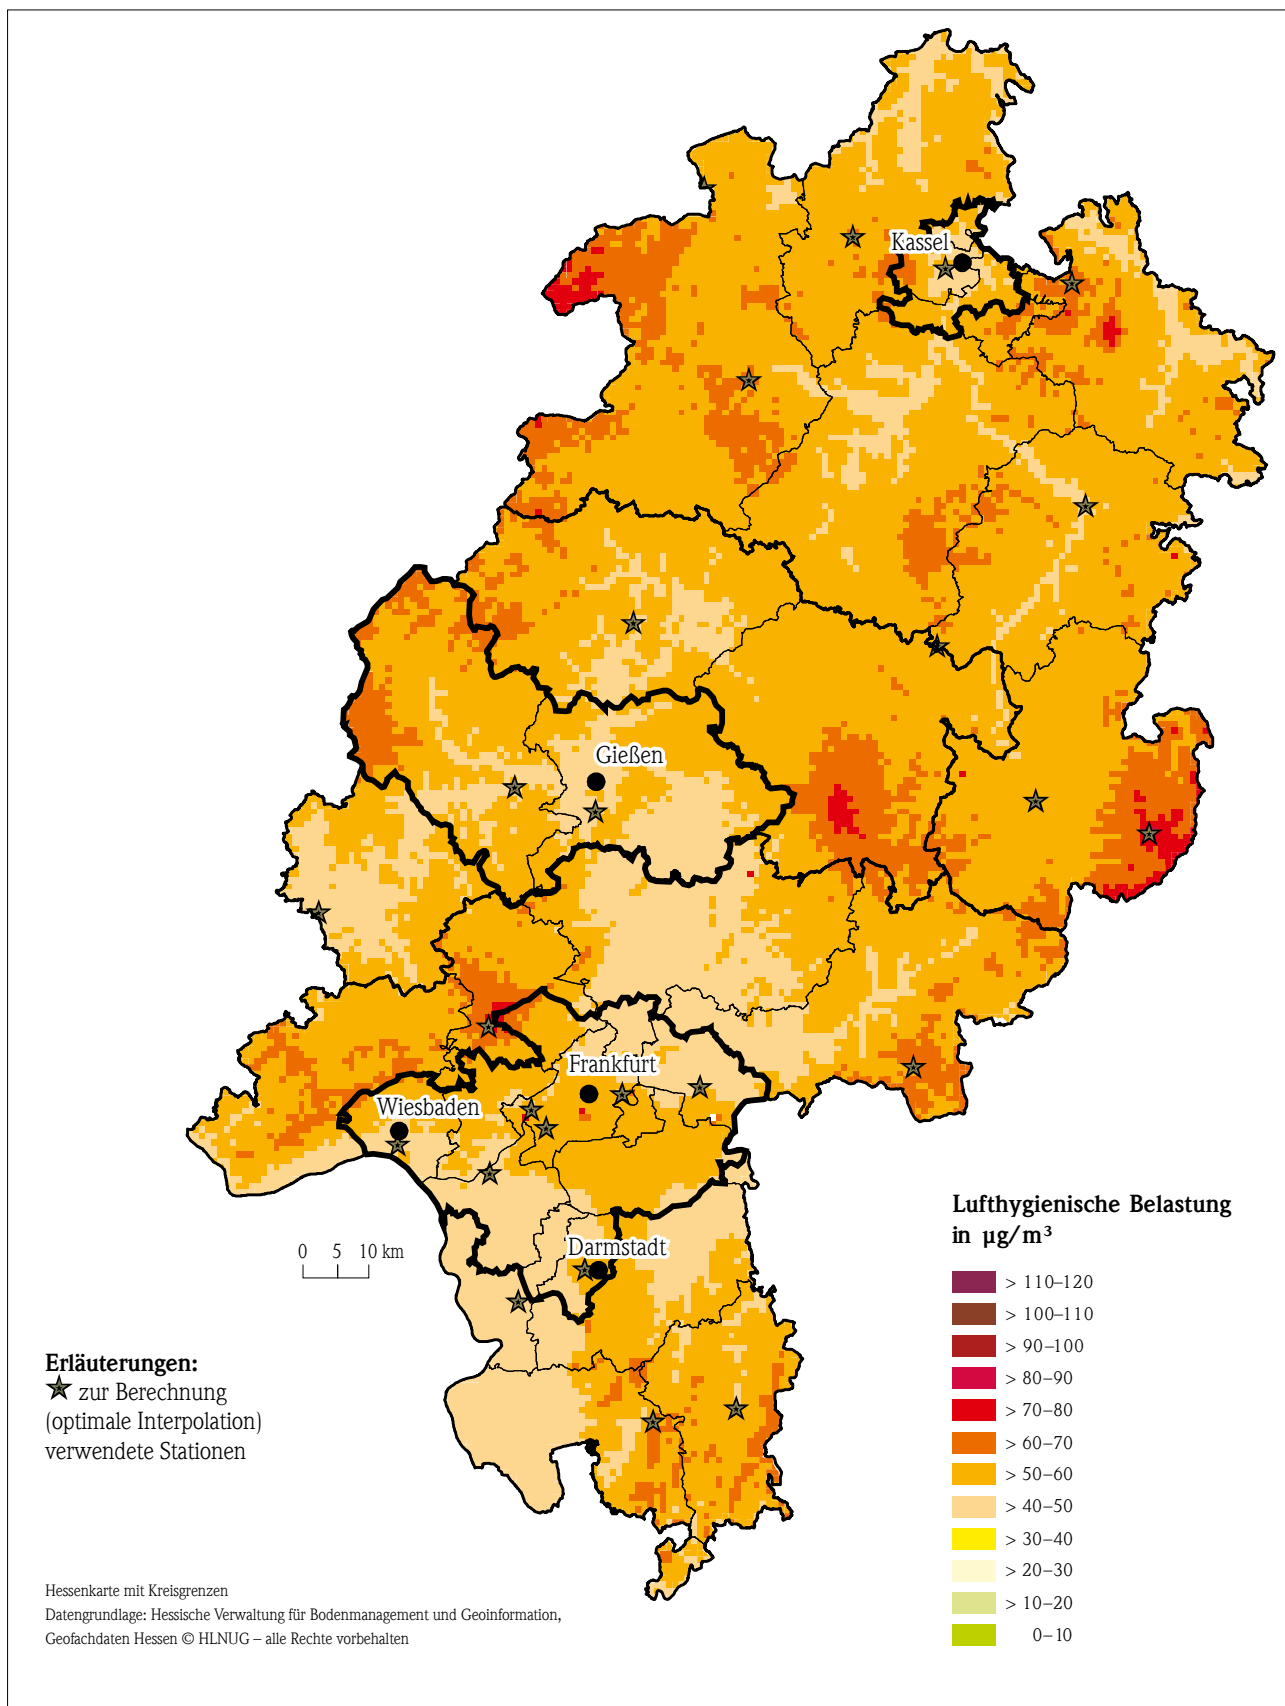 Kassel
Gießen
Frankfurt
Wiesbaden
Darmstadt
0 5 10 km
Lufthygienische Belastung
in µg/m³
> 110–120
> 100–110
> 90–100
> 80–90
> 70–80
> 60–70
> 50–60
> 40–50
> 30–40
> 20–30
> 10–20
0–10
Erläuterungen:
zur Berechnung
(optimale Interpolation)
verwendete Stationen
Hessenkarte mit Kreisgrenzen
Datengrundlage: Hessische Verwaltung für Bodenmanagement und Geoinformation,
Geofachdaten Hessen © HLNUG – alle Rechte vorbehalten